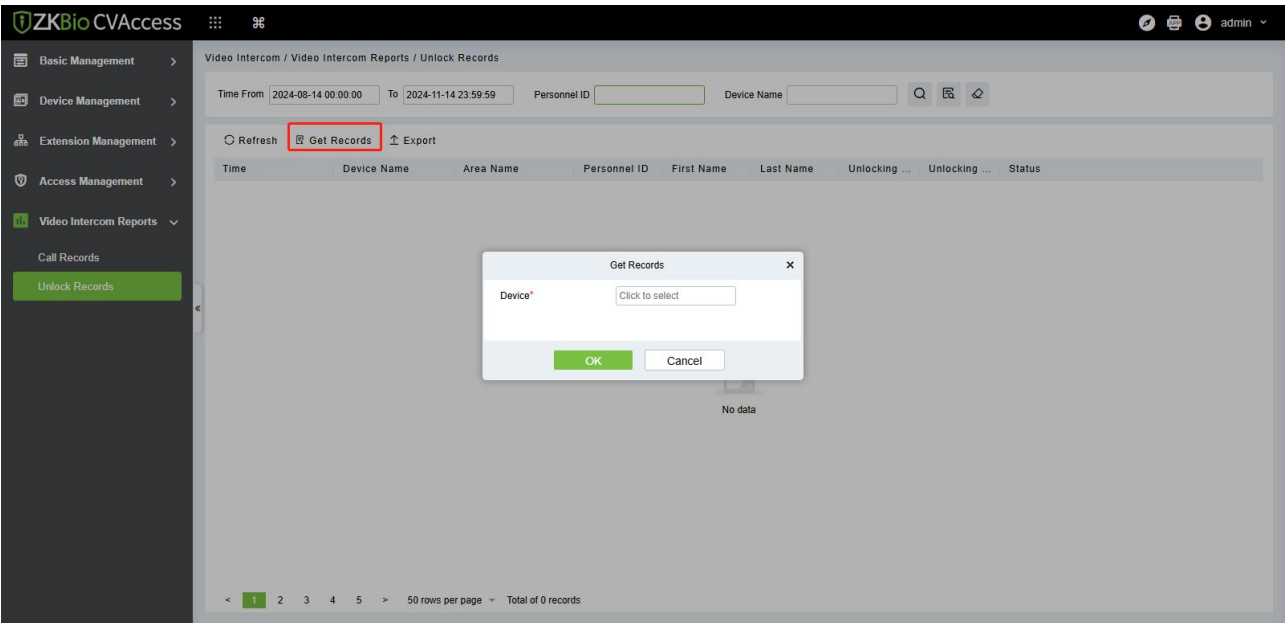 ZKBio CVAccess
admin
Basic Management
Device Management
Extension Management
Access Management
Video Intercom Reports
Call Records
Unlock Records
Video Intercom / Video Intercom Reports / Unlock Records
Time From 2024-08-14 00:00:00 To 2024-11-14 23:59:59 Personnel ID Device Name
Refresh Get Records Export
Time Device Name Area Name Personnel ID First Name Last Name Unlocking ... Unlocking ... Status
Get Records ×
Device* Click to select
OK Cancel
No data
< 1 2 3 4 5 > 50 rows per page Total of 0 records